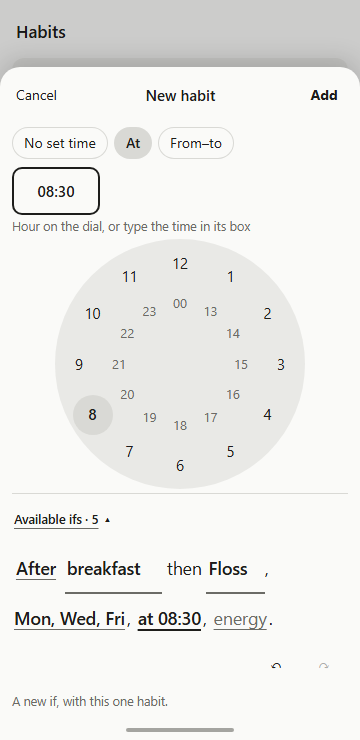 Habits
Cancel New habit Add
No set time At From–to
08:30
Hour on the dial, or type the time in its box
12
11 1
10 2
23 00 13
22 14
9 21 15 3
20 16
8 4
19 18 17
7 5
6
Available ifs · 5 ▲
After breakfast then Floss ,
Mon, Wed, Fri, at 08:30, energy.
A new if, with this one habit.